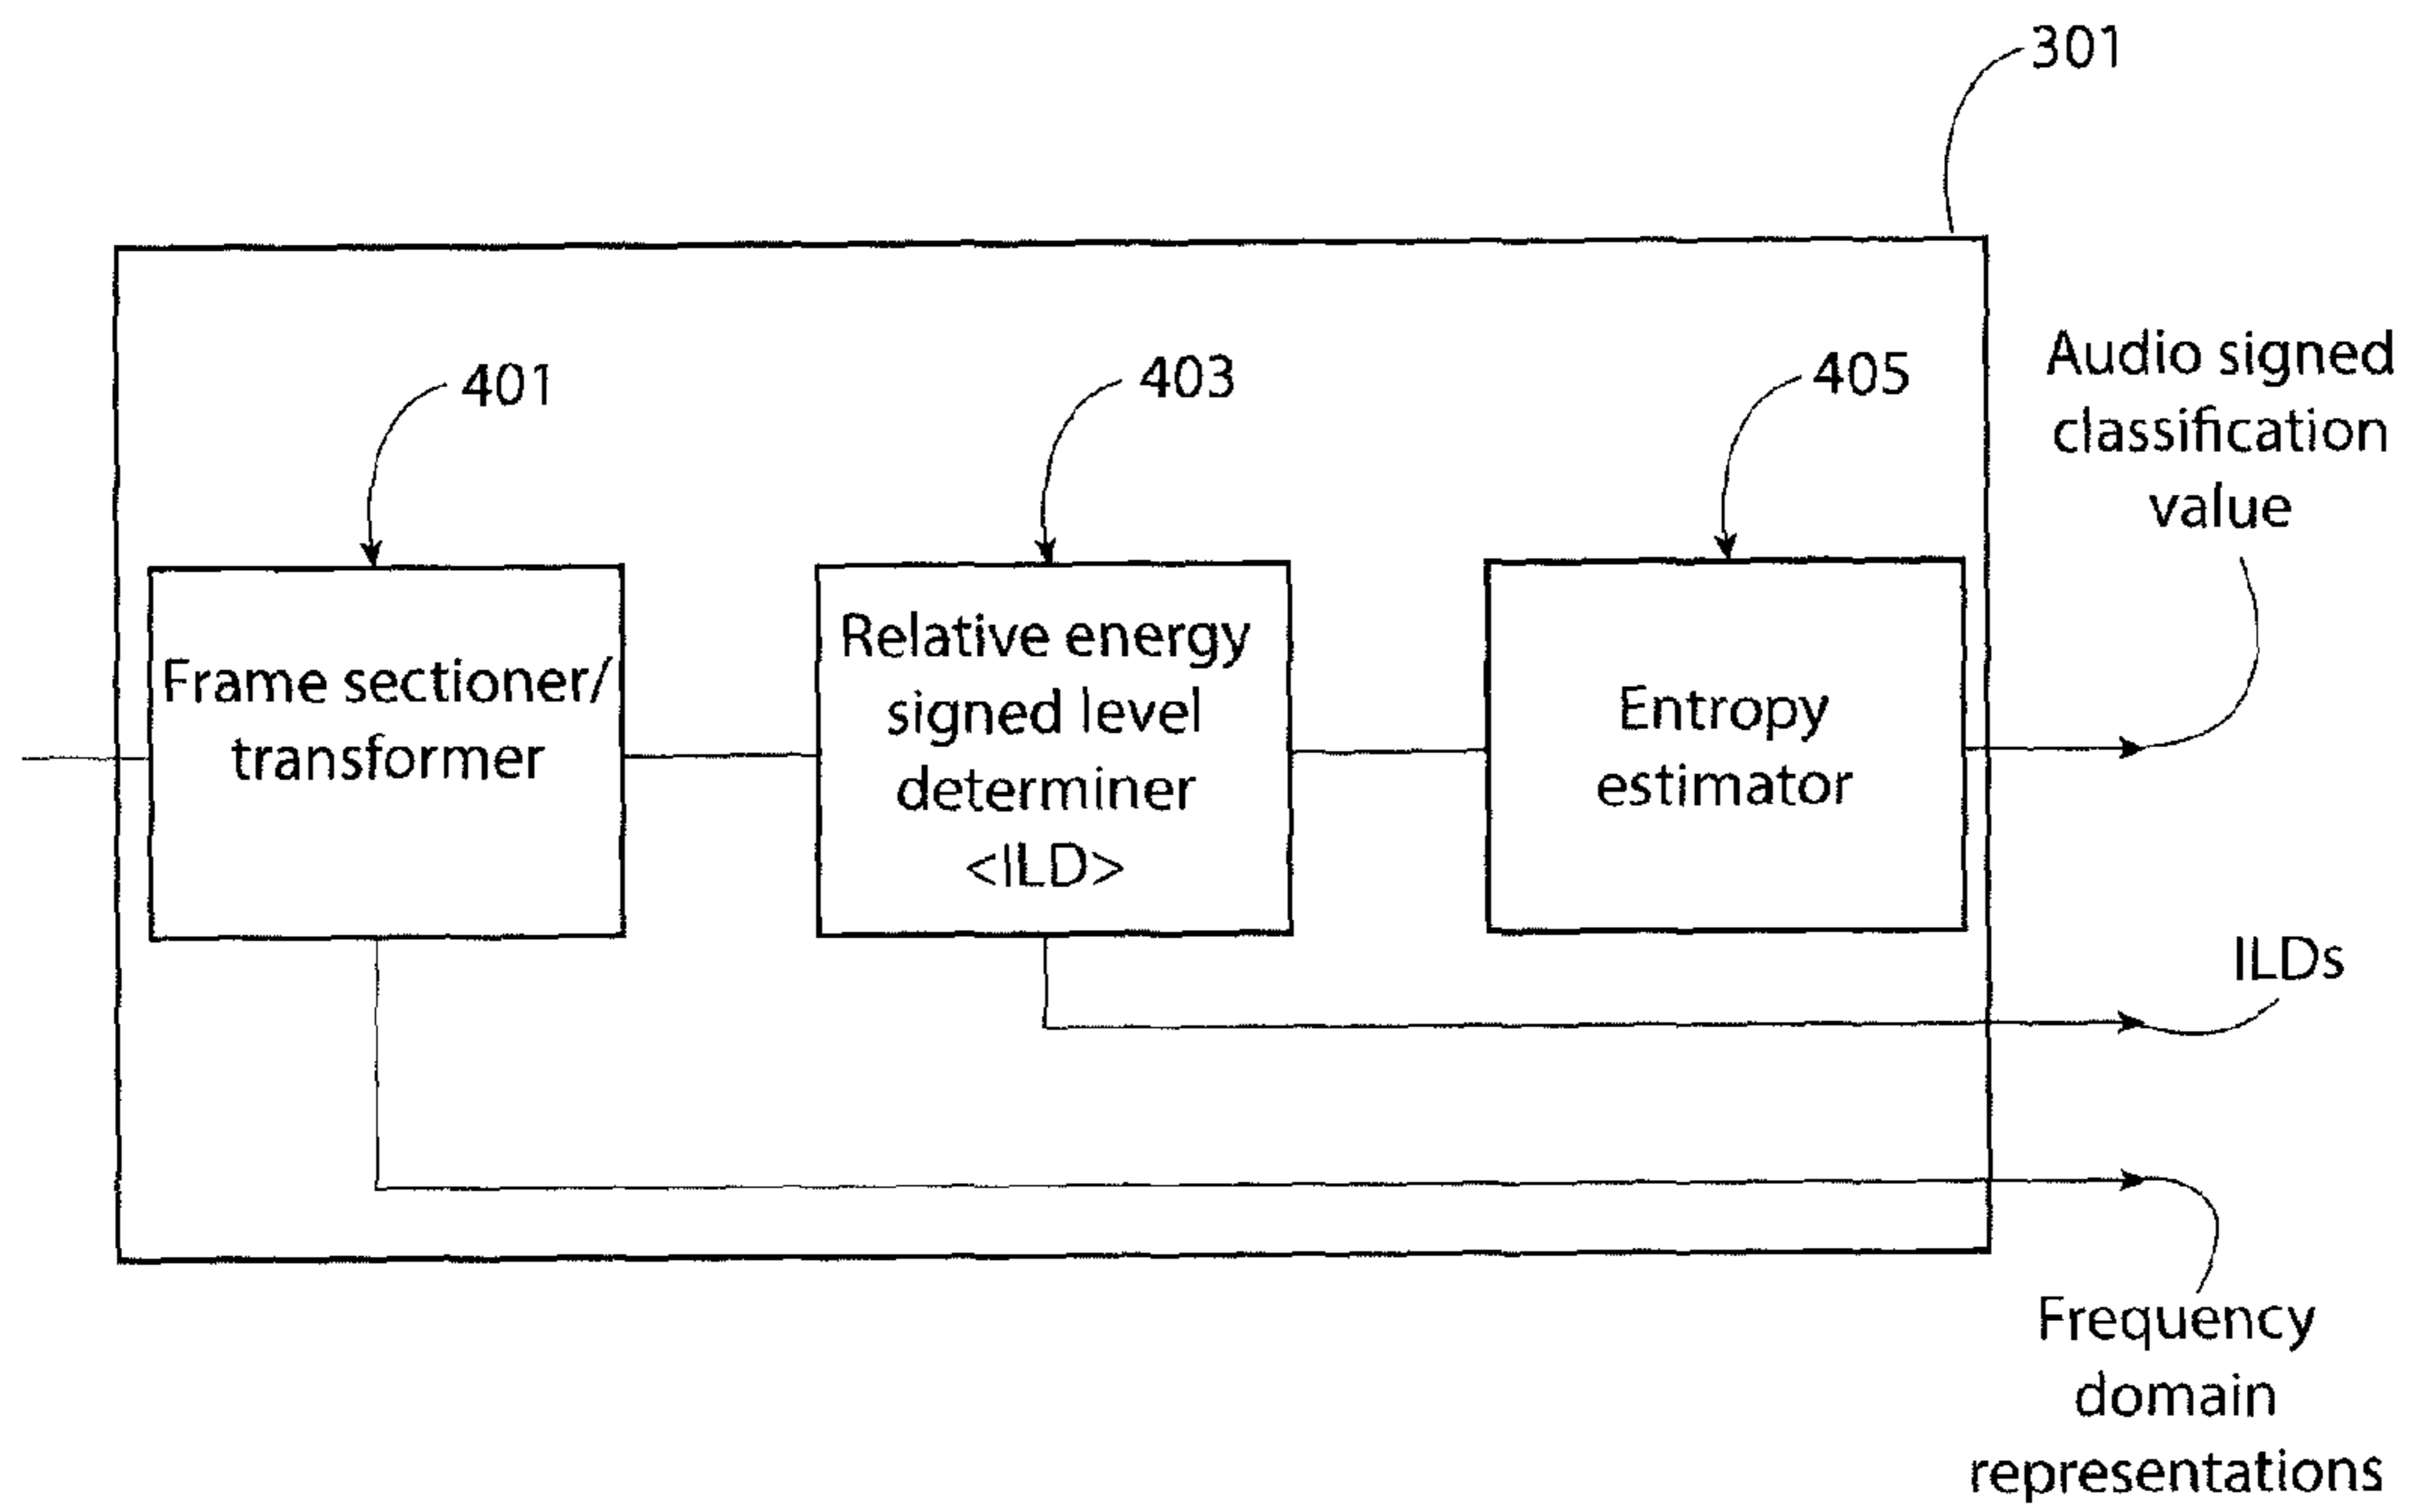 301
401
403
405
Audio signed
classification
value
Frame sectioner/
transformer
Relative energy
signed level
determiner
<ILD>
Entropy
estimator
ILDs
Frequency
domain
representations